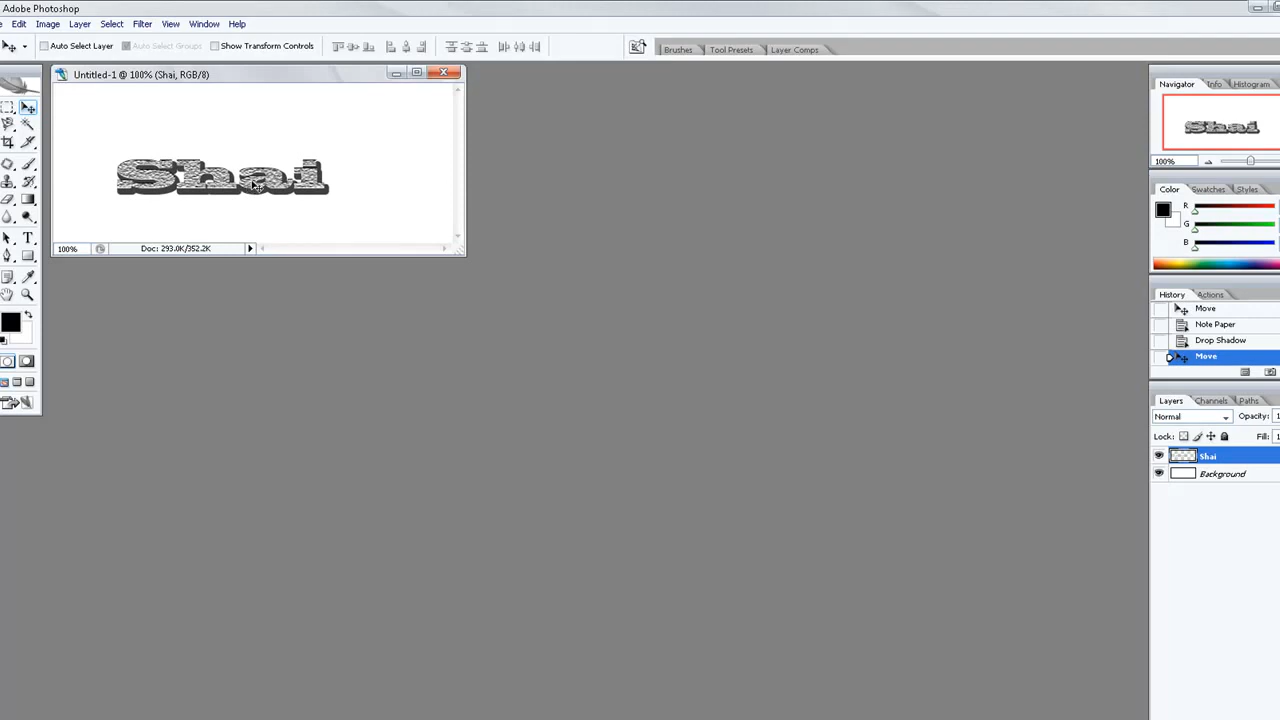 Adobe Photoshop
Edit Image Layer Select Filter View Window Help
Auto Select Layer Auto Select Groups Show Transform Controls Brushes Tool Presets Layer Comps
Untitled-1 @ 100% (Shai, RGB/8)
Shai
100% Doc: 293.0K/352.2K
T
Navigator Info Histogram
Shai
100%
Color Swatches Styles
R
G
B
History Actions
Move
Note Paper
Drop Shadow
Move
Layers Channels Paths
Normal Opacity: 1
Lock: Fill: 1
Shai
Background